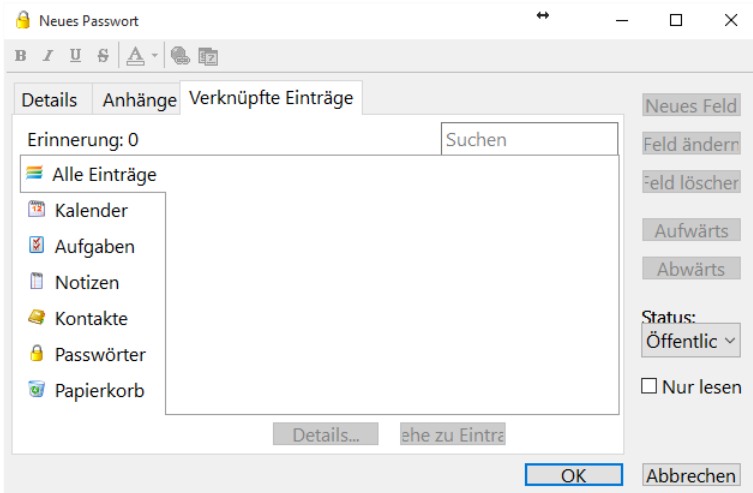 Neues Passwort
B I U S A
Details Anhänge Verknüpfte Einträge
Erinnerung: 0 Suchen
Alle Einträge
Kalender
Aufgaben
Notizen
Kontakte
Passwörter
Papierkorb
Details... ehe zu Eintra
Neues Feld
Feld ändern
Feld löschen
Aufwärts
Abwärts
Status:
Öffentlic
Nur lesen
OK Abbrechen